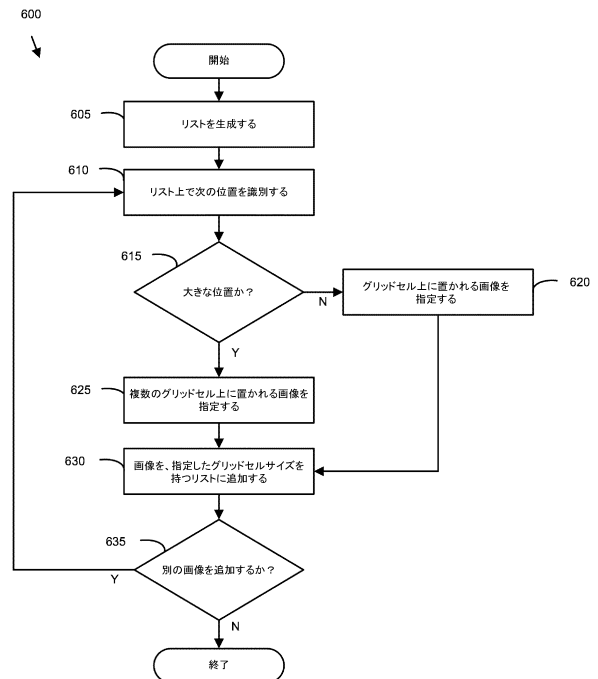 600
開始
605
リストを生成する
610
リスト上で次の位置を識別する
615
大きな位置か？
N
グリッドセル上に置かれる画像を
指定する
620
Y
625
複数のグリッドセル上に置かれる画像を
指定する
630
画像を、指定したグリッドセルサイズを
持つリストに追加する
635
別の画像を追加するか？
Y
N
終了